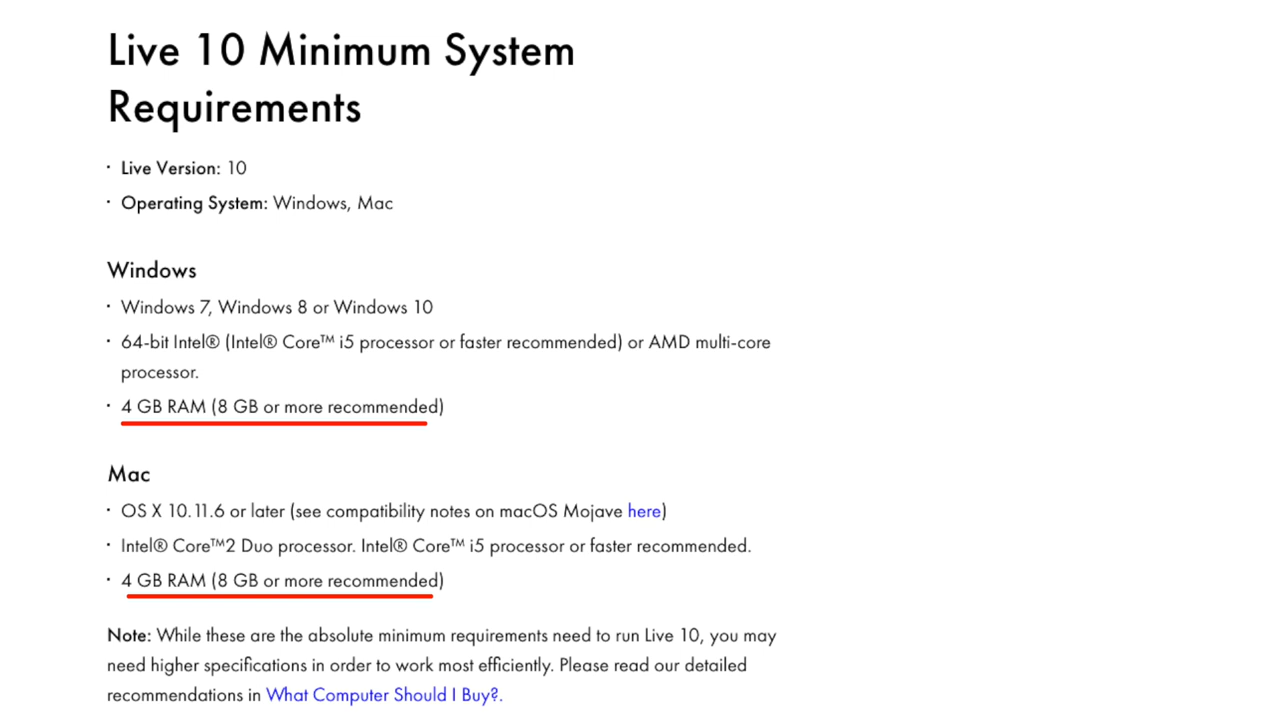 Live 10 Minimum System
Requirements
· Live Version: 10
· Operating System: Windows, Mac
Windows
· Windows 7, Windows 8 or Windows 10
· 64-bit Intel® (Intel® Core™ i5 processor or faster recommended) or AMD multi-core
processor.
· 4 GB RAM (8 GB or more recommended)
Mac
· OS X 10.11.6 or later (see compatibility notes on macOS Mojave here)
· Intel® Core™2 Duo processor. Intel® Core™ i5 processor or faster recommended.
· 4 GB RAM (8 GB or more recommended)
Note: While these are the absolute minimum requirements need to run Live 10, you may
need higher specifications in order to work most efficiently. Please read our detailed
recommendations in What Computer Should I Buy?.